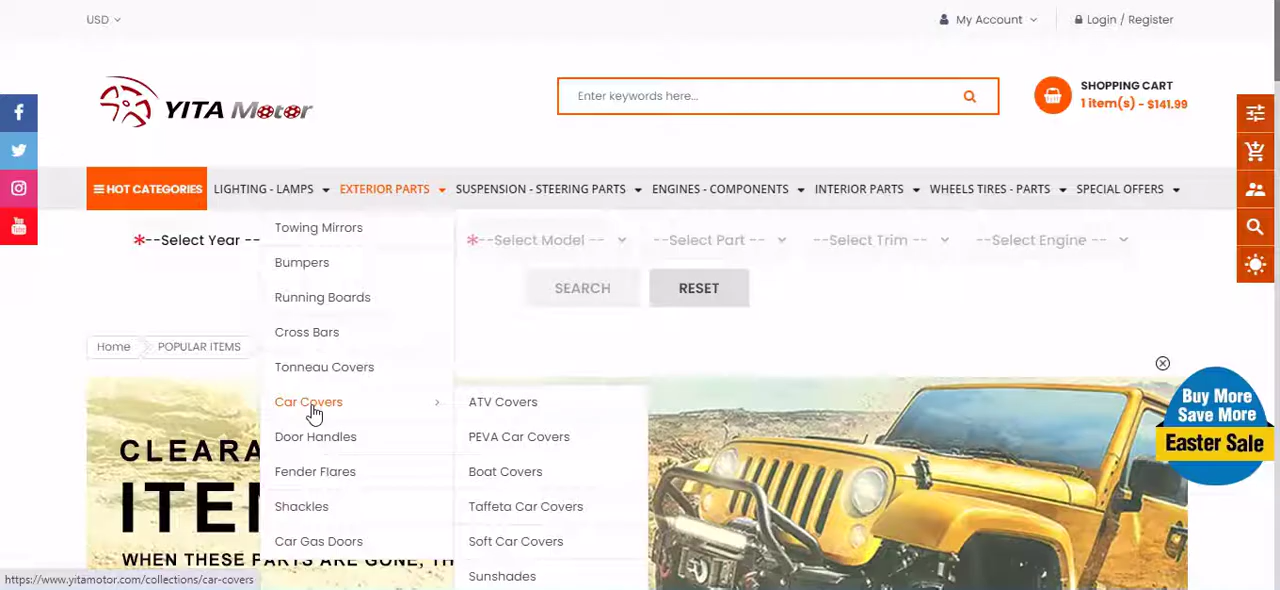 USD
My Account
Login / Register
YITA Motor
Enter keywords here...
SHOPPING CART
1 item(s) - $141.99
HOT CATEGORIES LIGHTING - LAMPS EXTERIOR PARTS SUSPENSION - STEERING PARTS ENGINES - COMPONENTS INTERIOR PARTS WHEELS TIRES - PARTS SPECIAL OFFERS
*--Select Year -- *--Select Model -- --Select Part -- --Select Trim -- --Select Engine --
SEARCH RESET
Home POPULAR ITEMS
Towing Mirrors
Bumpers
Running Boards
Cross Bars
Tonneau Covers
Car Covers
Door Handles
Fender Flares
Shackles
Car Gas Doors
ATV Covers
PEVA Car Covers
Boat Covers
Taffeta Car Covers
Soft Car Covers
Sunshades
CLEARA
ITE
WHEN THESE PARTS ARE GONE, TH
Buy More
Save More
Easter Sale
https://www.yitamotor.com/collections/car-covers